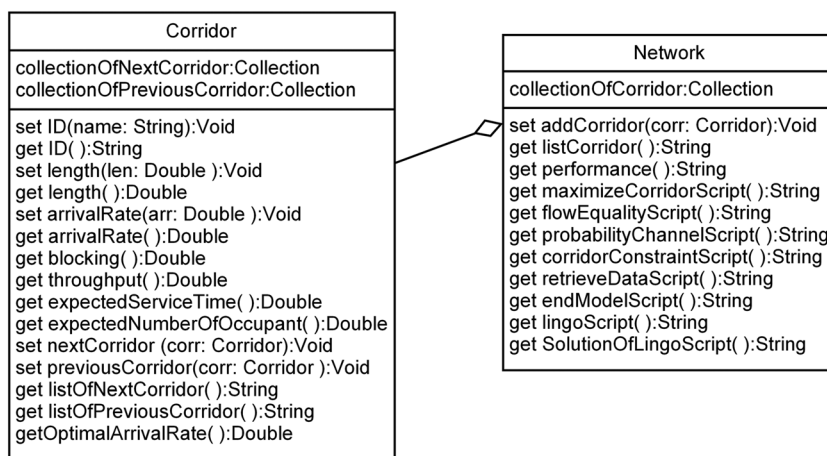 Corridor
collectionOfNextCorridor:Collection
collectionOfPreviousCorridor:Collection
set ID(name: String):Void
get ID( ):String
set length(len: Double ):Void
get length( ):Double
set arrivalRate(arr: Double ):Void
get arrivalRate( ):Double
get blocking( ):Double
get throughput( ):Double
get expectedServiceTime( ):Double
get expectedNumberOfOccupant( ):Double
set nextCorridor (corr: Corridor):Void
set previousCorridor(corr: Corridor ):Void
get listOfNextCorridor( ):String
get listOfPreviousCorridor( ):String
getOptimalArrivalRate( ):Double
Network
collectionOfCorridor:Collection
set addCorridor(corr: Corridor):Void
get listCorridor( ):String
get performance( ):String
get maximizeCorridorScript( ):String
get flowEqualityScript( ):String
get probabilityChannelScript( ):String
get corridorConstraintScript( ):String
get retrieveDataScript( ):String
get endModelScript( ):String
get lingoScript( ):String
get SolutionOfLingoScript( ):String